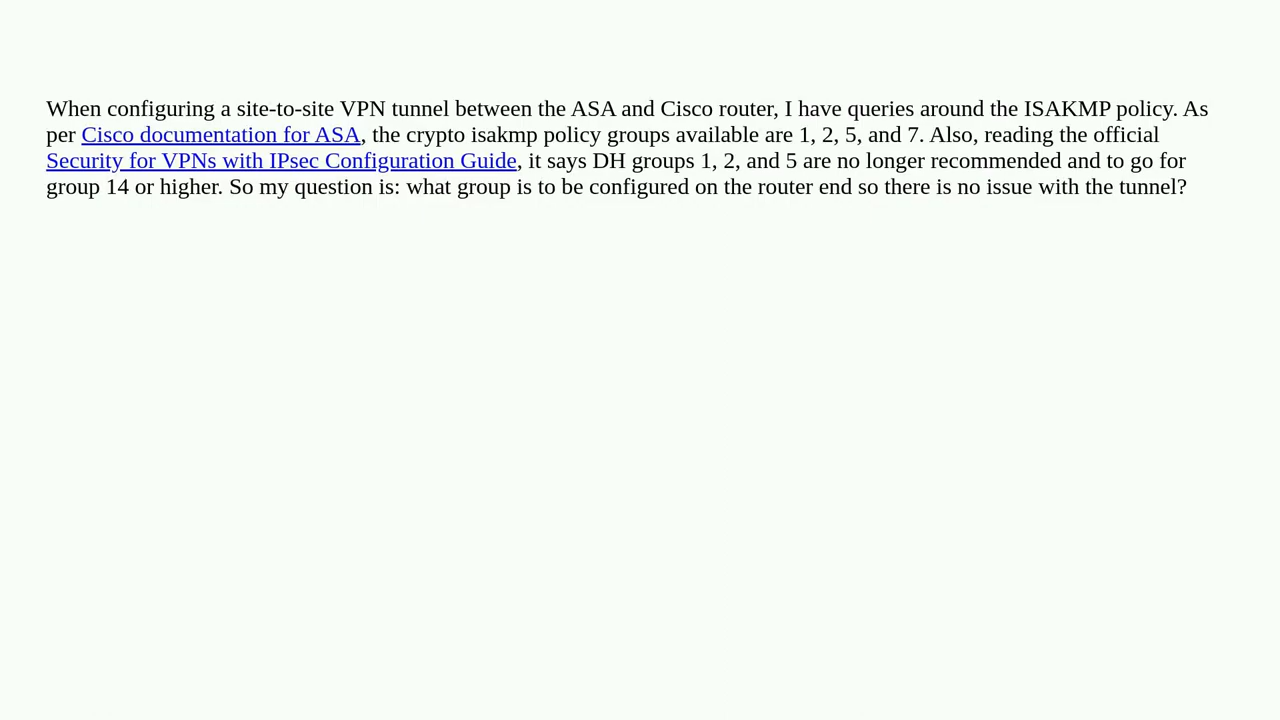 When configuring a site-to-site VPN tunnel between the ASA and Cisco router, I have queries around the ISAKMP policy. As
per Cisco documentation for ASA, the crypto isakmp policy groups available are 1, 2, 5, and 7. Also, reading the official
Security for VPNs with IPsec Configuration Guide, it says DH groups 1, 2, and 5 are no longer recommended and to go for
group 14 or higher. So my question is: what group is to be configured on the router end so there is no issue with the tunnel?